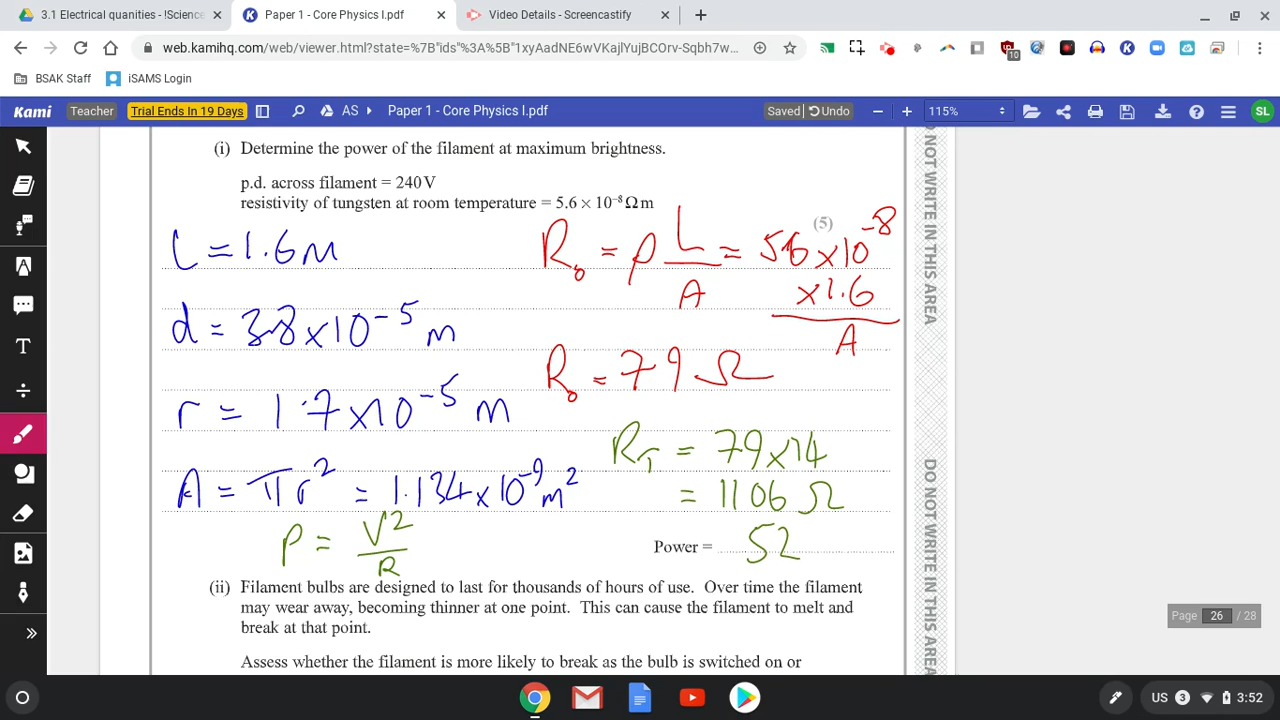 3.1 Electrical quanities - !Science
Paper 1 - Core Physics I.pdf
Video Details - Screencastify
web.kamihq.com/web/viewer.html?state=%7B"ids"%3A%5B"1xyAadNE6wVKajlYujBCOrv-Sqbh7w...
10
BSAK Staff
iSAMS Login
Kami
Teacher
Trial Ends In 19 Days
AS
Paper 1 - Core Physics I.pdf
Saved Undo
115%
SL
(i) Determine the power of the filament at maximum brightness.
p.d. across filament = 240 V
resistivity of tungsten at room temperature = 5.6 × 10⁻⁸ Ω m
(5)
L = 1.6 m
R₀ = ρ L/A = 5.6 × 10⁻⁸ × 1.6 / A
d = 3.8 × 10⁻⁵ m
R₀ = 79 Ω
r = 1.7 × 10⁻⁵ m
R_T = 79 × 14
= 1106 Ω
A = πr² = 1.134 × 10⁻⁹ m²
P = V²/R
Power = 52
(ii) Filament bulbs are designed to last for thousands of hours of use. Over time the filament
may wear away, becoming thinner at one point. This can cause the filament to melt and
break at that point.
Assess whether the filament is more likely to break as the bulb is switched on or
DO NOT WRITE IN THIS AREA
DO NOT WRITE IN THIS AREA
Page 26 / 28
US 3 3:52